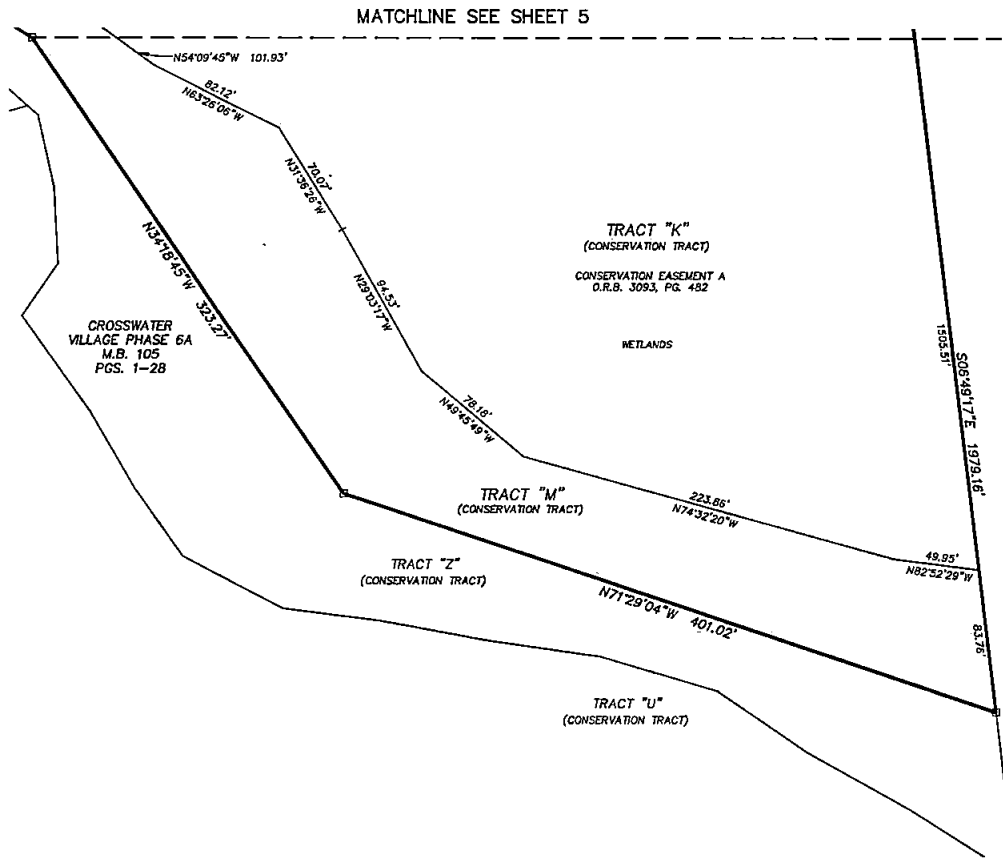 MATCHLINE SEE SHEET 5
N54°09'45"W 101.93'
82.12'
N63°26'06"W
70.07'
N31°36'26"W
94.53'
N29°03'17"W
TRACT "K"
(CONSERVATION TRACT)
CONSERVATION EASEMENT A
O.R.B. 3093, PG. 482
WETLANDS
N34°18'45"W 323.27'
CROSSWATER
VILLAGE PHASE 6A
M.B. 105
PGS. 1-28
1505.51'
S06°49'17"E 1979.16'
78.18'
N49°45'49"W
TRACT "M"
(CONSERVATION TRACT)
223.86'
N74°32'20"W
49.95'
N82°52'29"W
TRACT "Z"
(CONSERVATION TRACT)
N71°29'04"W 401.02'
83.76'
TRACT "U"
(CONSERVATION TRACT)